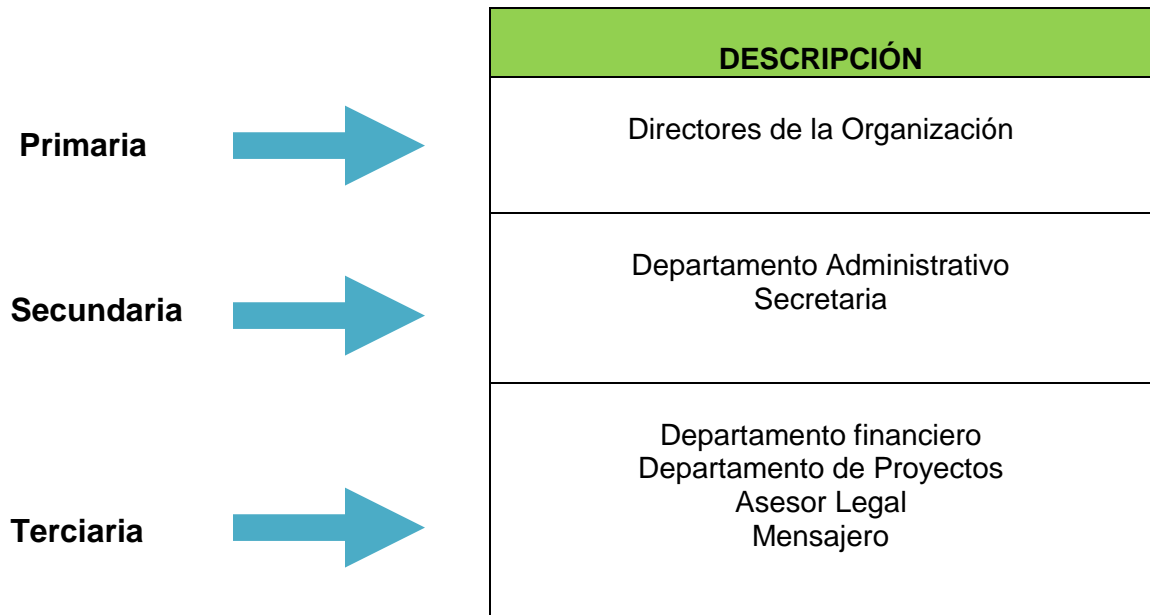 DESCRIPCIÓN
Primaria
Directores de la Organización
Secundaria
Departamento Administrativo
Secretaria
Terciaria
Departamento financiero
Departamento de Proyectos
Asesor Legal
Mensajero